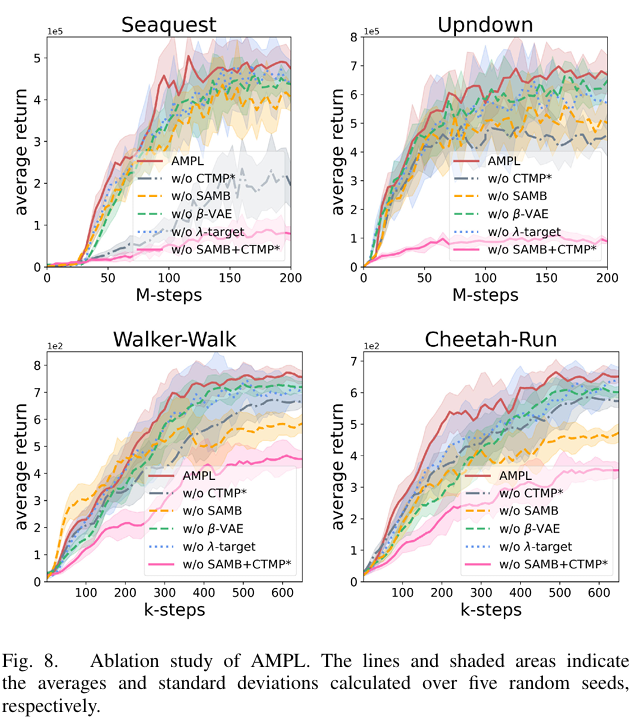 Seaquest
1e5
5
4
3
2
1
0
average return
AMPL
w/o CTMP*
w/o SAMB
w/o β-VAE
w/o λ-target
w/o SAMB+CTMP*
0 50 100 150 200
M-steps
Upndown
1e5
8
7
6
5
4
3
2
1
0
average return
AMPL
w/o CTMP*
w/o SAMB
w/o β-VAE
w/o λ-target
w/o SAMB+CTMP*
0 50 100 150 200
M-steps
Walker-Walk
1e2
8
7
6
5
4
3
2
1
0
average return
AMPL
w/o CTMP*
w/o SAMB
w/o β-VAE
w/o λ-target
w/o SAMB+CTMP*
100 200 300 400 500 600
k-steps
Cheetah-Run
1e2
7
6
5
4
3
2
1
0
average return
AMPL
w/o CTMP*
w/o SAMB
w/o β-VAE
w/o λ-target
w/o SAMB+CTMP*
100 200 300 400 500 600
k-steps
Fig. 8. Ablation study of AMPL. The lines and shaded areas indicate
the averages and standard deviations calculated over five random seeds,
respectively.